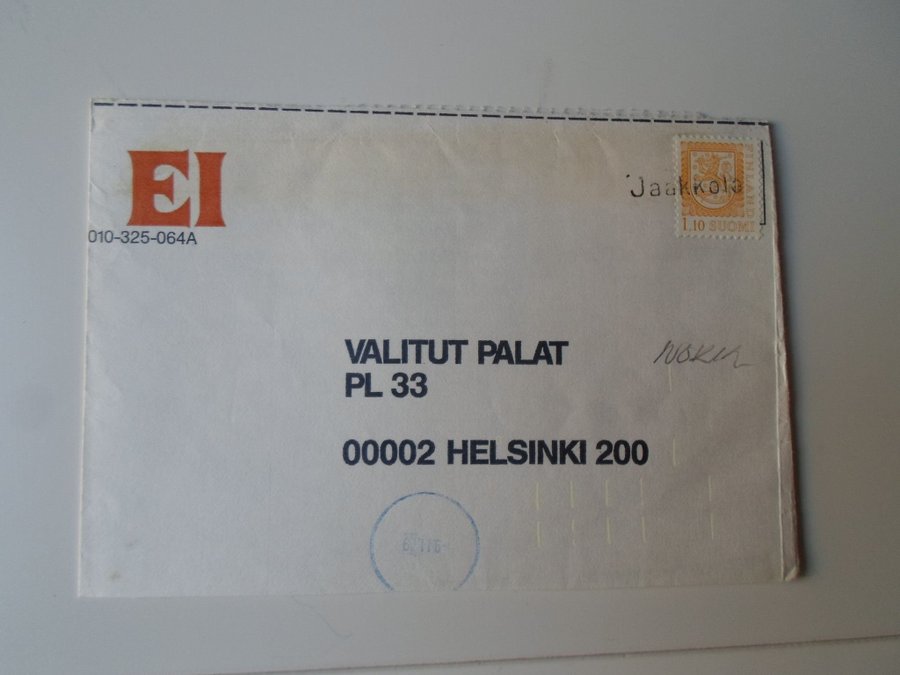 EI
010-325-064A
Jaakkola
FINLAND
1.10 SUOMI
VALITUT PALAT
PL 33
00002 HELSINKI 200